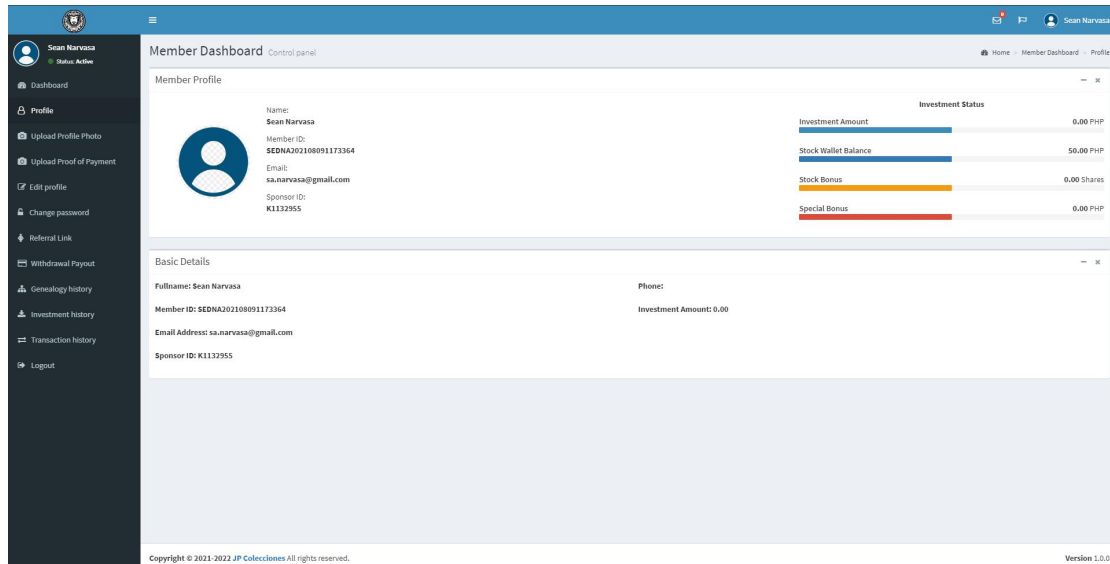 0
Sean Narvasa
Sean Narvasa
Status: Active
Dashboard
Profile
Upload Profile Photo
Upload Proof of Payment
Edit profile
Change password
Referral Link
Withdrawal Payout
Genealogy history
Investment history
Transaction history
Logout
Member Dashboard Control panel
Home > Member Dashboard > Profile
Member Profile
Name:
Sean Narvasa
Member ID:
SEDNA202108091173364
Email:
sa.narvasa@gmail.com
Sponsor ID:
K1132955
Investment Status
Investment Amount 0.00 PHP
Stock Wallet Balance 50.00 PHP
Stock Bonus 0.00 Shares
Special Bonus 0.00 PHP
Basic Details
Fullname: Sean Narvasa
Phone:
Member ID: SEDNA202108091173364
Investment Amount: 0.00
Email Address: sa.narvasa@gmail.com
Sponsor ID: K1132955
Copyright © 2021-2022 JP Colecciones All rights reserved.
Version 1.0.0